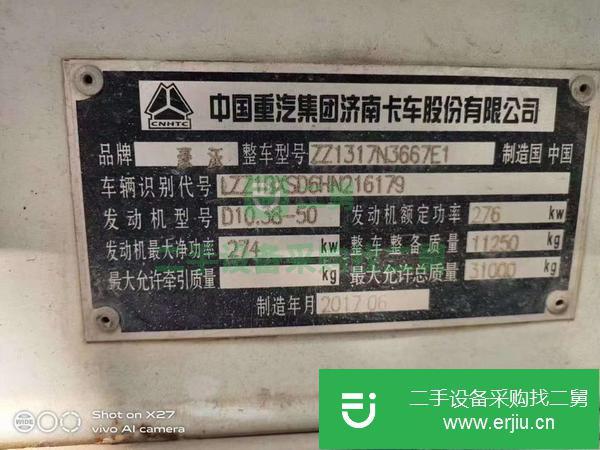 中国重汽集团济南卡车股份有限公司
CNHTC
品牌 豪沃 整车型号 ZZ1317N3667E1 制造国 中国
车辆识别代号 LZZ1BXSD6HN216179
发动机型号 D10.38-50 发动机额定功率 276 kw
发动机最大净功率 274 kw 整车整备质量 11250 kg
最大允许牵引质量 kg 最大允许总质量 31000 kg
制造年月 2017.06
Shot on X27
vivo AI camera
二手设备采购找二舅
www.erjiu.cn